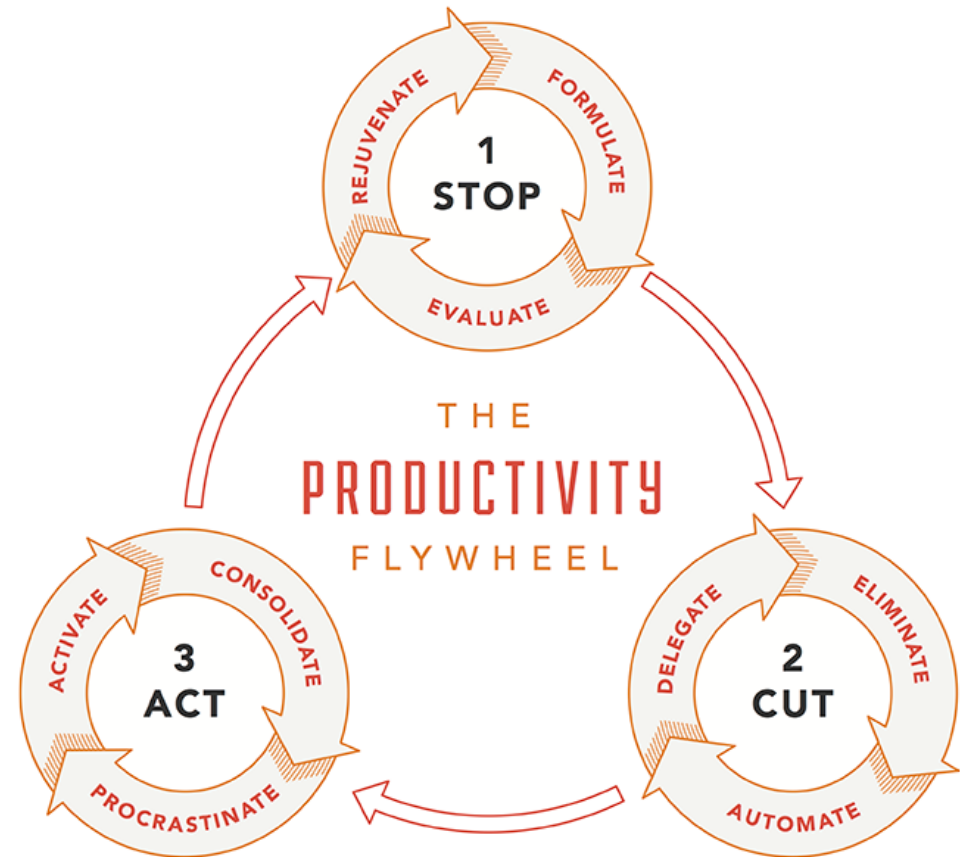 1
STOP
FORMULATE
EVALUATE
REJUVENATE
THE
PRODUCTIVITY
FLYWHEEL
2
CUT
ELIMINATE
AUTOMATE
DELEGATE
3
ACT
CONSOLIDATE
PROCRASTINATE
ACTIVATE